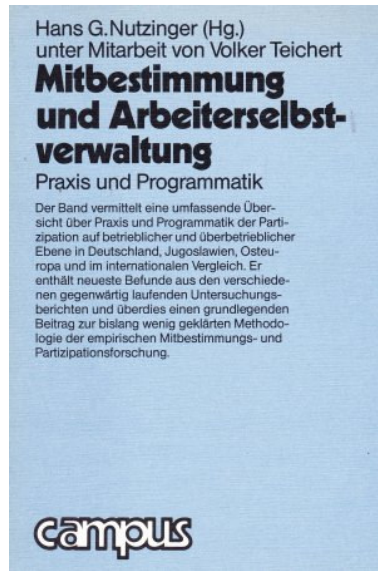 Hans G.Nutzinger (Hg.)
unter Mitarbeit von Volker Teichert
Mitbestimmung
und Arbeiterselbst-
verwaltung
Praxis und Programmatik
Der Band vermittelt eine umfassende Über-
sicht über Praxis und Programmatik der Parti-
zipation auf betrieblicher und überbetrieblicher
Ebene in Deutschland, Jugoslawien, Osteu-
ropa und im internationalen Vergleich. Er
enthält neueste Befunde aus den verschiede-
nen gegenwärtig laufenden Untersuchungs-
berichten und überdies einen grundlegenden
Beitrag zur bislang wenig geklärten Methodo-
logie der empirischen Mitbestimmungs- und
Partizipationsforschung.
campus